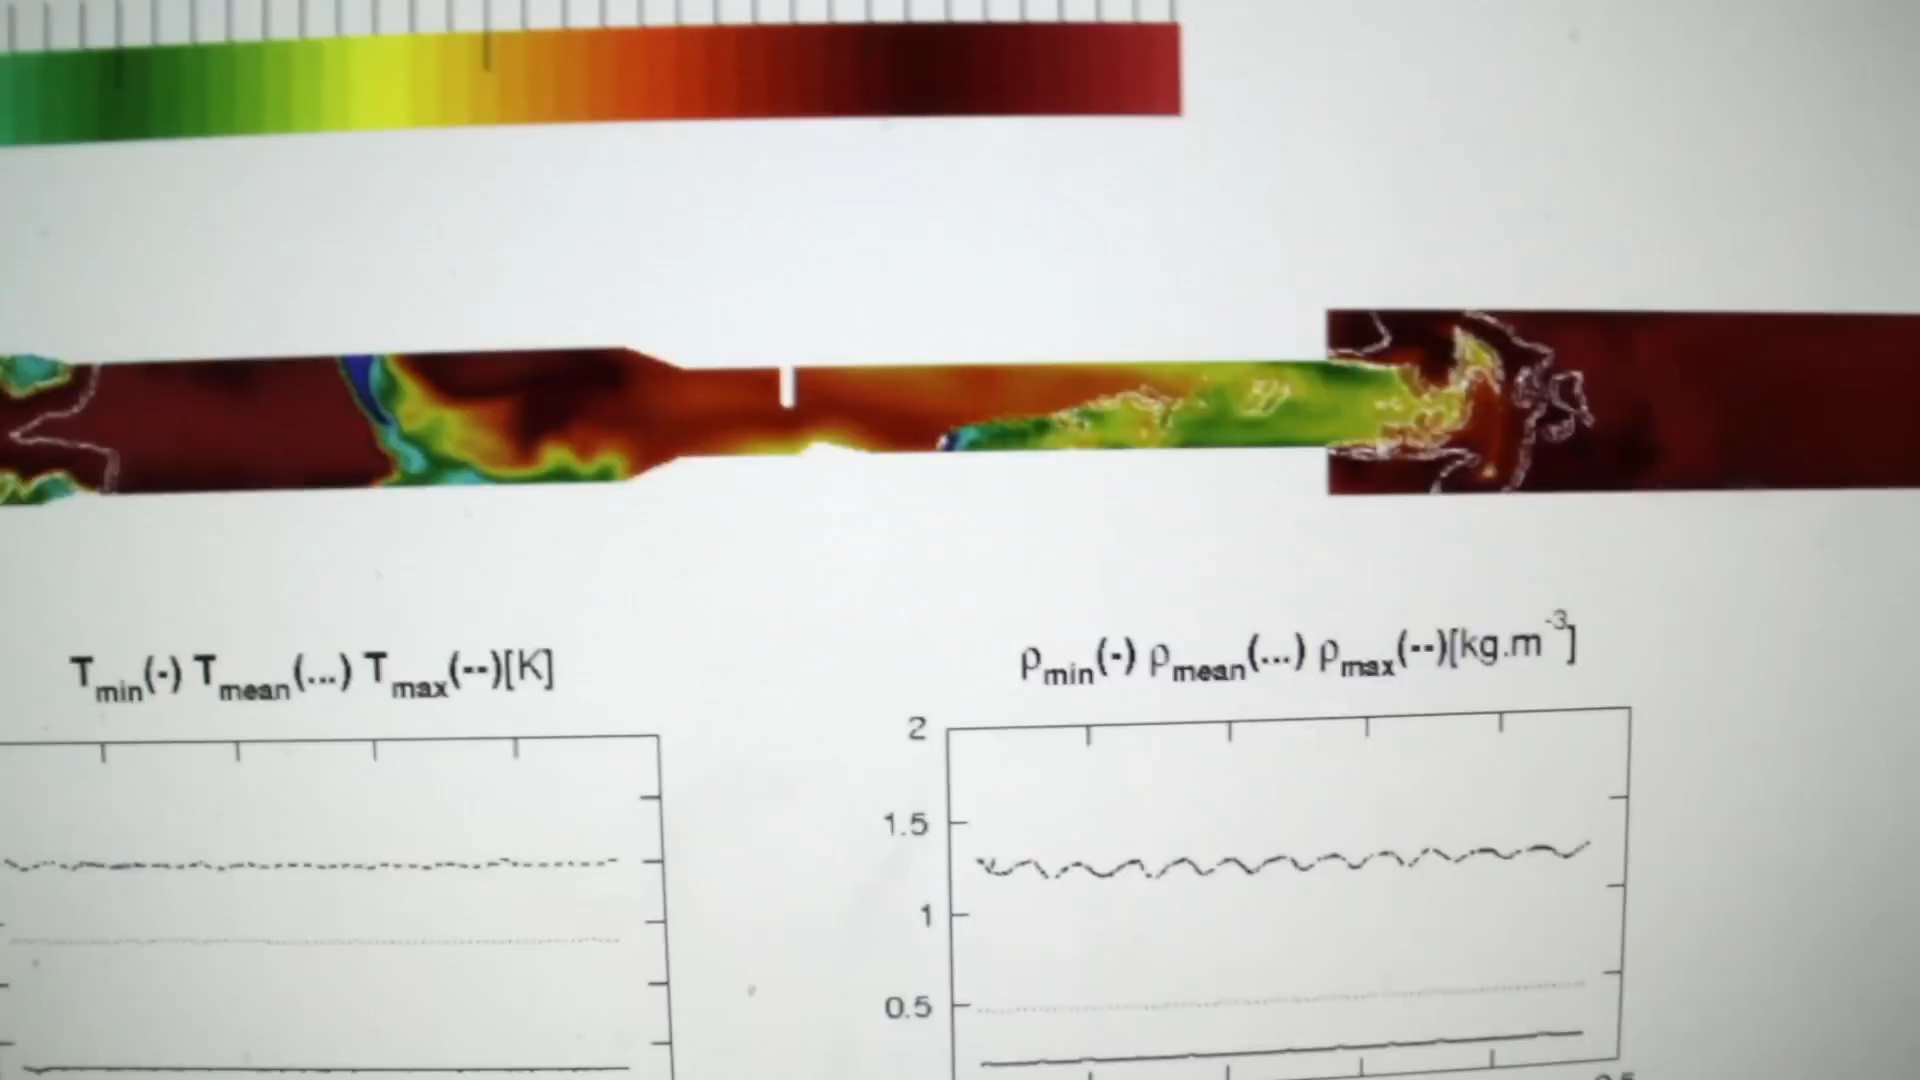 Tmin(-) Tmean(...) Tmax(--)[K]
ρmin(-) ρmean(...) ρmax(--)[kg.m-3]
2
1.5
1
0.5